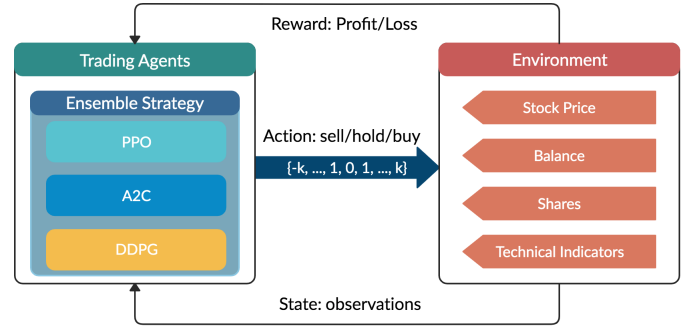 Reward: Profit/Loss
Trading Agents
Ensemble Strategy
PPO
A2C
DDPG
Action: sell/hold/buy
{-k, ..., 1, 0, 1, ..., k}
Environment
Stock Price
Balance
Shares
Technical Indicators
State: observations